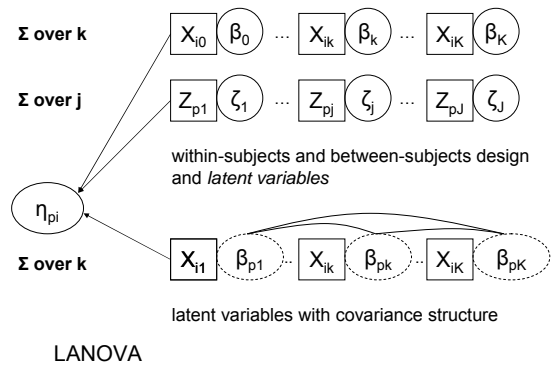 Σ over k X_i0 β_0 ... X_ik β_k ... X_iK β_K
Σ over j Z_p1 ζ_1 ... Z_pj ζ_j ... Z_pJ ζ_J
within-subjects and between-subjects design
and latent variables
η_pi
Σ over k X_i1 β_p1 .. X_ik β_pk .. X_iK β_pK
latent variables with covariance structure
LANOVA